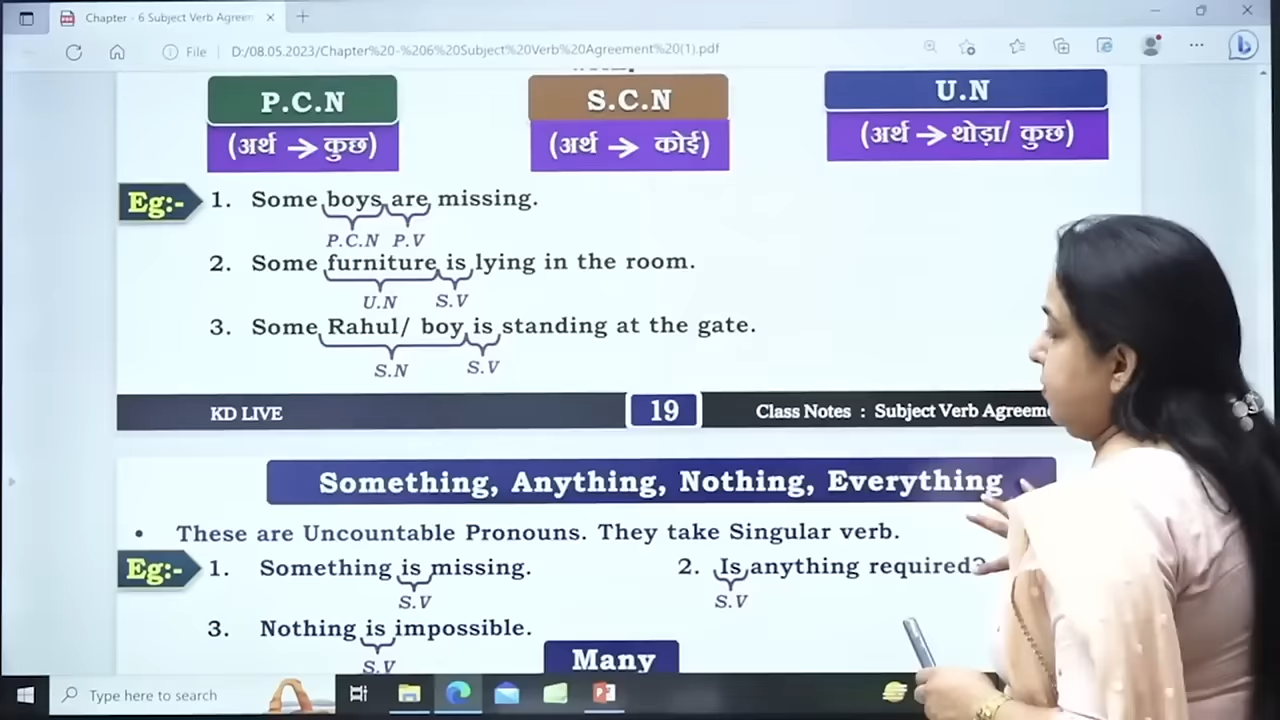 Chapter - 6 Subject Verb Agreem
File D:/08.05.2023/Chapter%20-%206%20Subject%20Verb%20Agreement%20(1).pdf
P.C.N S.C.N U.N
(अर्थ → कुछ) (अर्थ → कोई) (अर्थ → थोड़ा/ कुछ)
Eg:- 1. Some boys are missing.
P.C.N P.V
2. Some furniture is lying in the room.
U.N S.V
3. Some Rahul/ boy is standing at the gate.
S.N S.V
KD LIVE 19 Class Notes : Subject Verb Agreem
Something, Anything, Nothing, Everything
• These are Uncountable Pronouns. They take Singular verb.
Eg:- 1. Something is missing. 2. Is anything required?
S.V S.V
3. Nothing is impossible.
S.V
Many
Type here to search